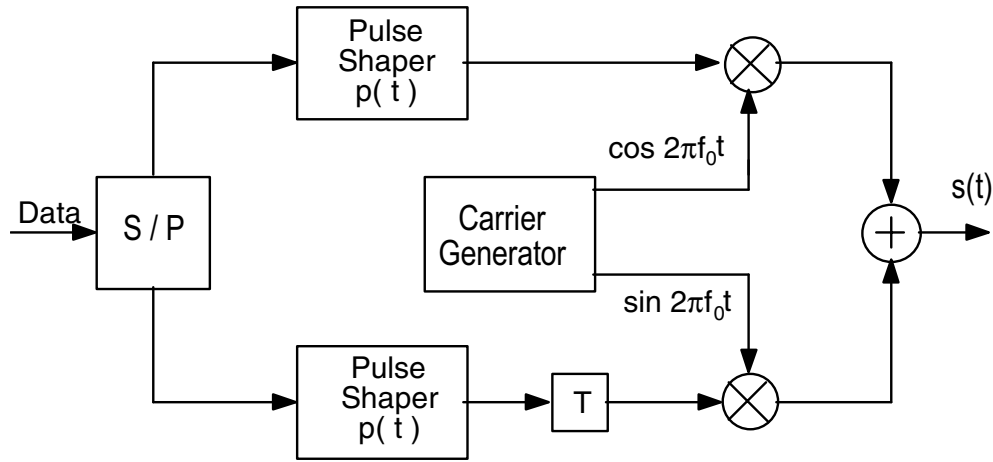 Pulse
Shaper
p( t )
cos 2πf₀t
Data
S / P
Carrier
Generator
s(t)
sin 2πf₀t
Pulse
Shaper
p( t )
T